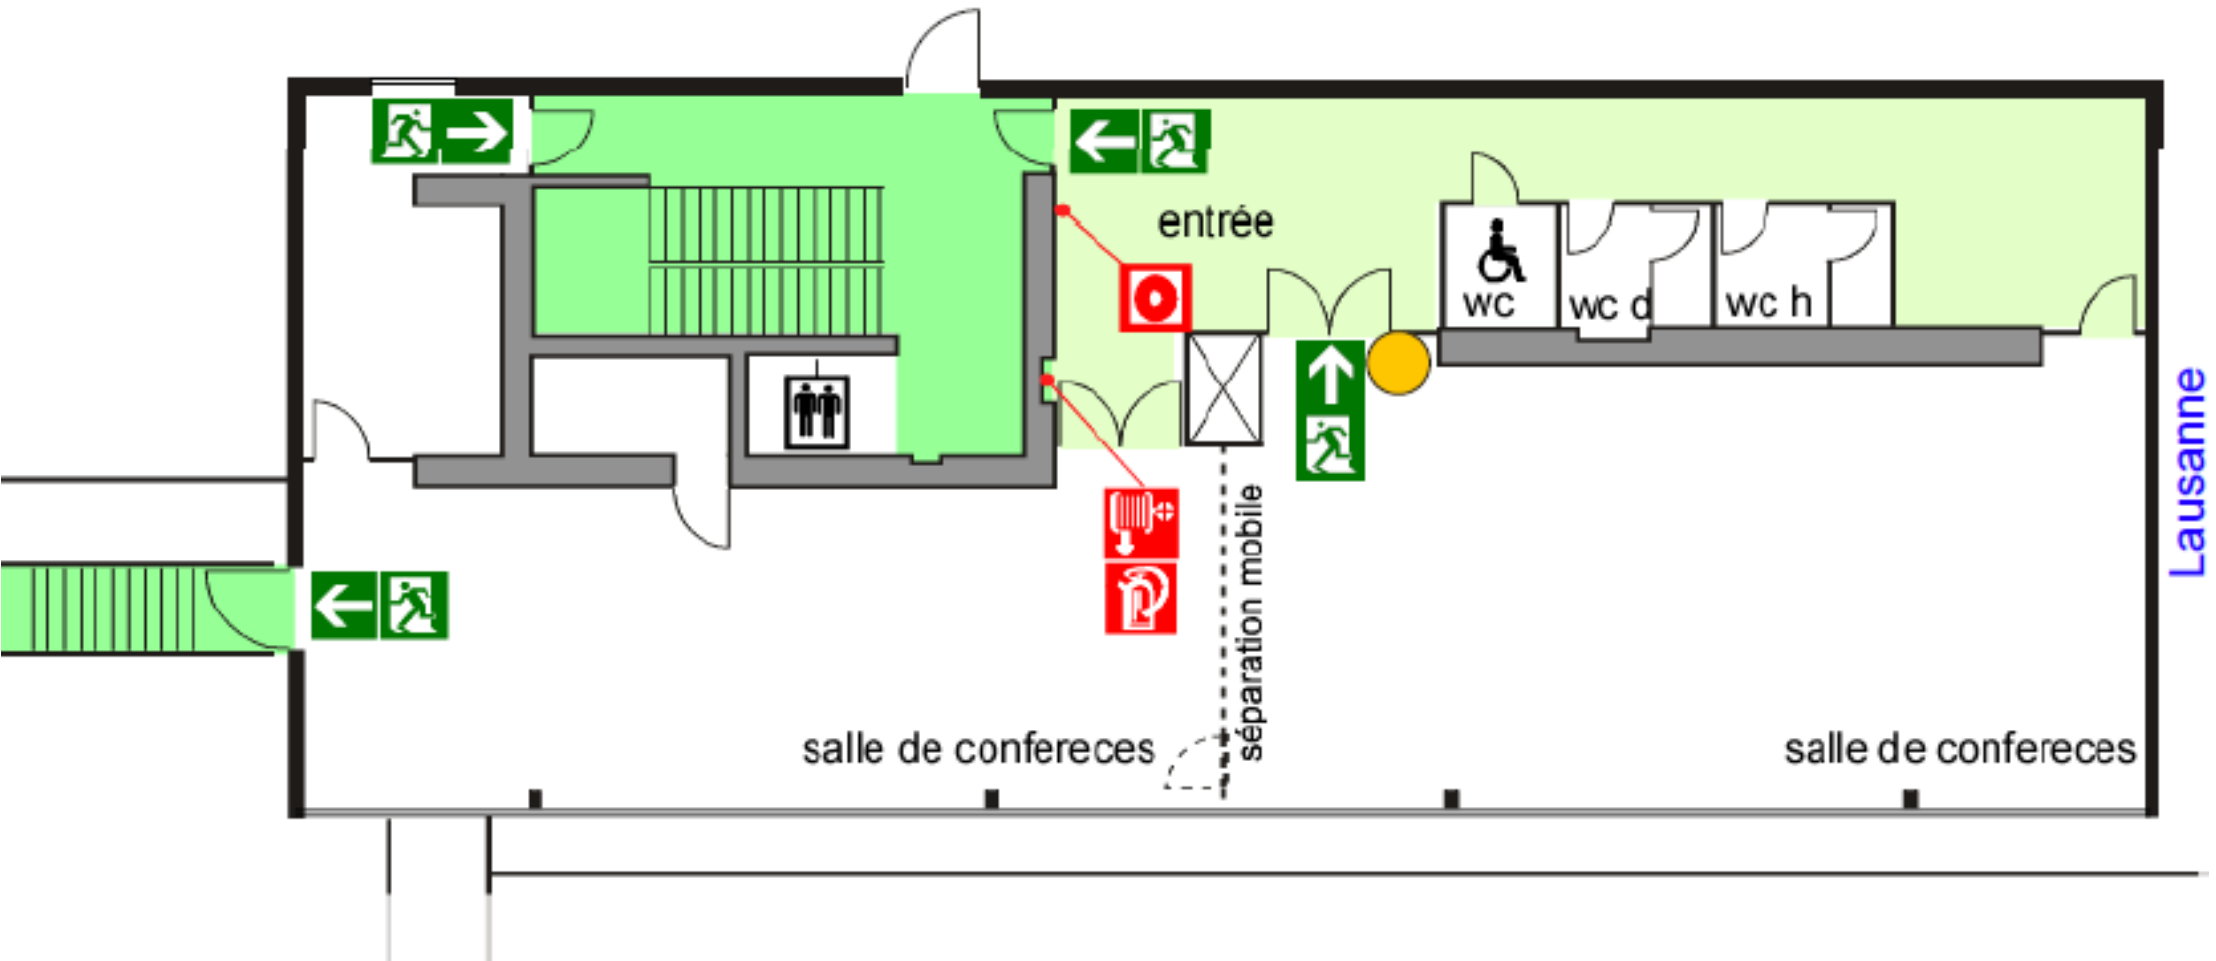 entrée
wc
wc d
wc h
séparation mobile
Lausanne
salle de confereces
salle de confereces